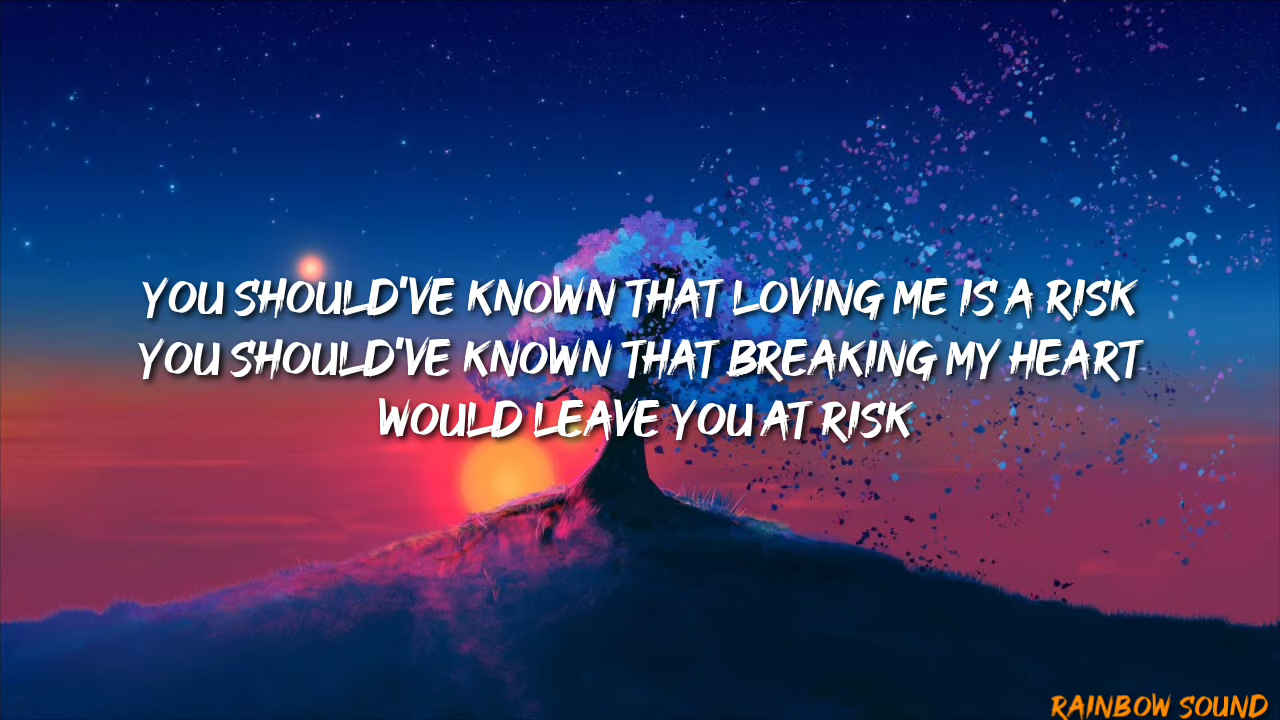 YOU SHOULD'VE KNOWN THAT LOVING ME IS A RISK
YOU SHOULD'VE KNOWN THAT BREAKING MY HEART
WOULD LEAVE YOU AT RISK
RAINBOW SOUND